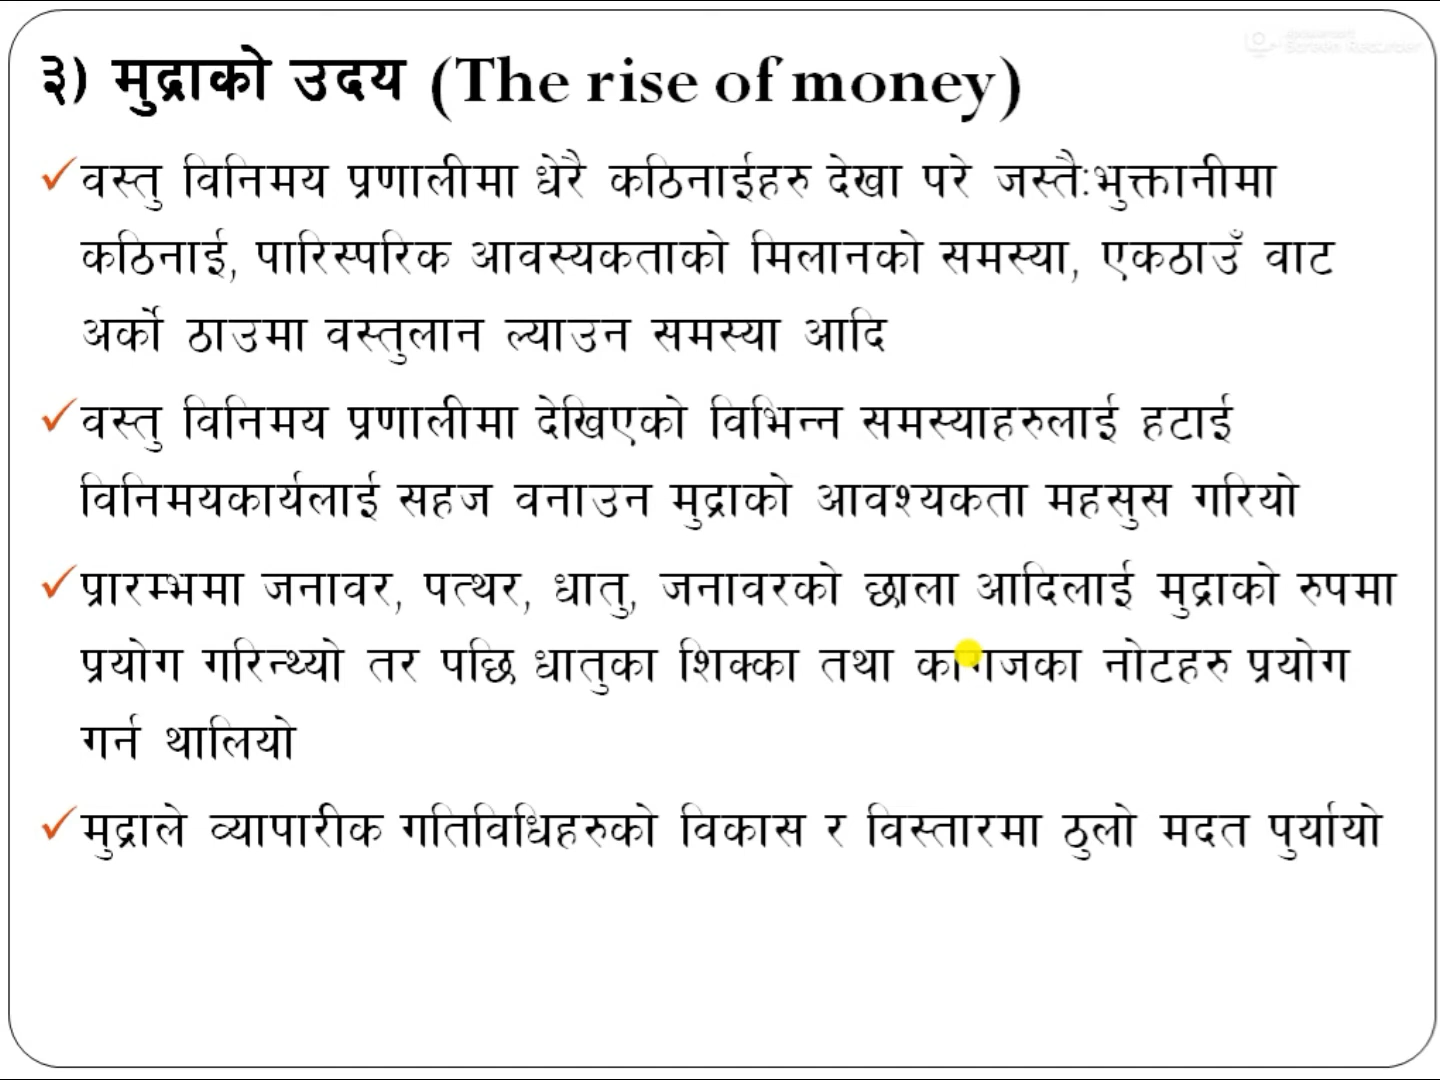 ३) मुद्राको उदय (The rise of money)
वस्तु विनिमय प्रणालीमा धेरै कठिनाईहरु देखा परे जस्तै:भुक्तानीमा
कठिनाई, पारिस्परिक आवस्यकताको मिलानको समस्या, एकठाउँ वाट
अर्को ठाउमा वस्तुलान ल्याउन समस्या आदि
वस्तु विनिमय प्रणालीमा देखिएको विभिन्न समस्याहरुलाई हटाई
विनिमयकार्यलाई सहज वनाउन मुद्राको आवश्यकता महसुस गरियो
प्रारम्भमा जनावर, पत्थर, धातु, जनावरको छाला आदिलाई मुद्राको रुपमा
प्रयोग गरिन्थ्यो तर पछि धातुका शिक्का तथा कागजका नोटहरु प्रयोग
गर्न थालियो
मुद्राले व्यापारीक गतिविधिहरुको विकास र विस्तारमा ठुलो मदत पुर्यायो
Screen Recorder